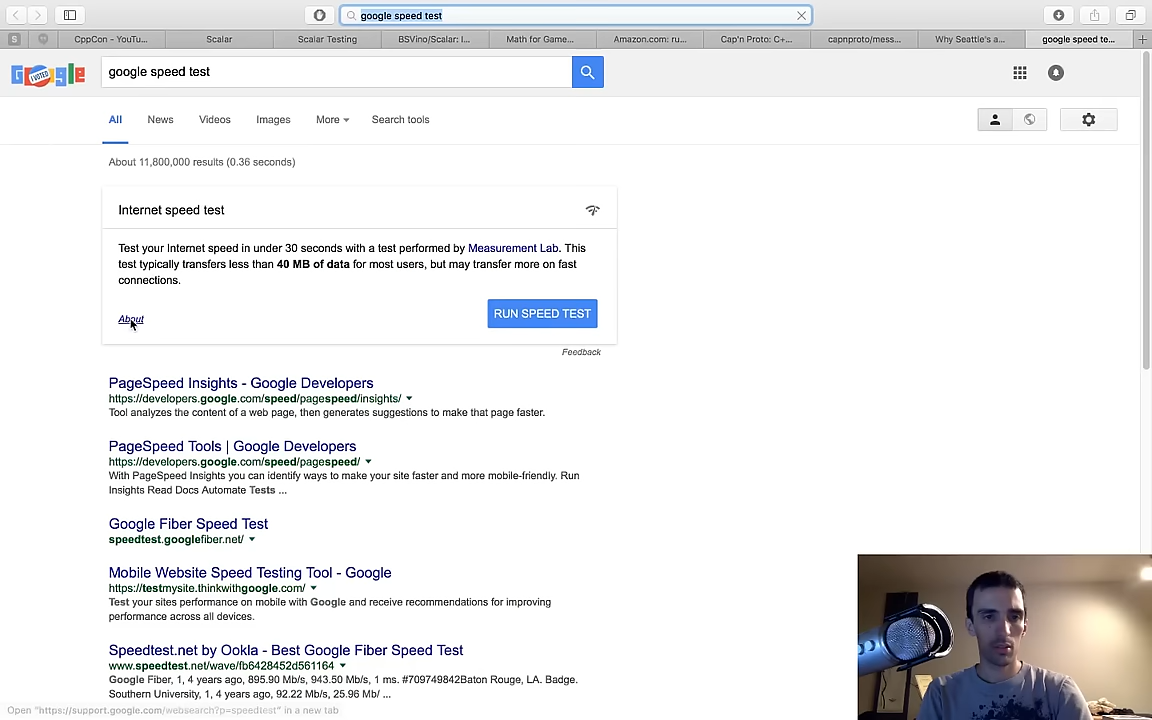 google speed test
S
CppCon - YouTu...
Scalar
Scalar Testing
BSVino/Scalar: I...
Math for Game...
Amazon.com: ru...
Cap'n Proto: C+...
capnproto/mess...
Why Seattle's a...
google speed te...
Google
VOTED
google speed test
All
News
Videos
Images
More
Search tools
About 11,800,000 results (0.36 seconds)
Internet speed test
Test your Internet speed in under 30 seconds with a test performed by Measurement Lab. This
test typically transfers less than 40 MB of data for most users, but may transfer more on fast
connections.
About
RUN SPEED TEST
Feedback
PageSpeed Insights - Google Developers
https://developers.google.com/speed/pagespeed/insights/
Tool analyzes the content of a web page, then generates suggestions to make that page faster.
PageSpeed Tools | Google Developers
https://developers.google.com/speed/pagespeed/
With PageSpeed Insights you can identify ways to make your site faster and more mobile-friendly. Run
Insights Read Docs Automate Tests ...
Google Fiber Speed Test
speedtest.googlefiber.net/
Mobile Website Speed Testing Tool - Google
https://testmysite.thinkwithgoogle.com/
Test your sites performance on mobile with Google and receive recommendations for improving
performance across all devices.
Speedtest.net by Ookla - Best Google Fiber Speed Test
www.speedtest.net/wave/fb6428452d561164
Google Fiber, 1, 4 years ago, 895.90 Mb/s, 943.50 Mb/s, 1 ms. #709749842Baton Rouge, LA. Badge.
Southern University, 1, 4 years ago, 92.22 Mb/s, 25.96 Mb/ ...
Open "https://support.google.com/websearch?p=speedtest" in a new tab